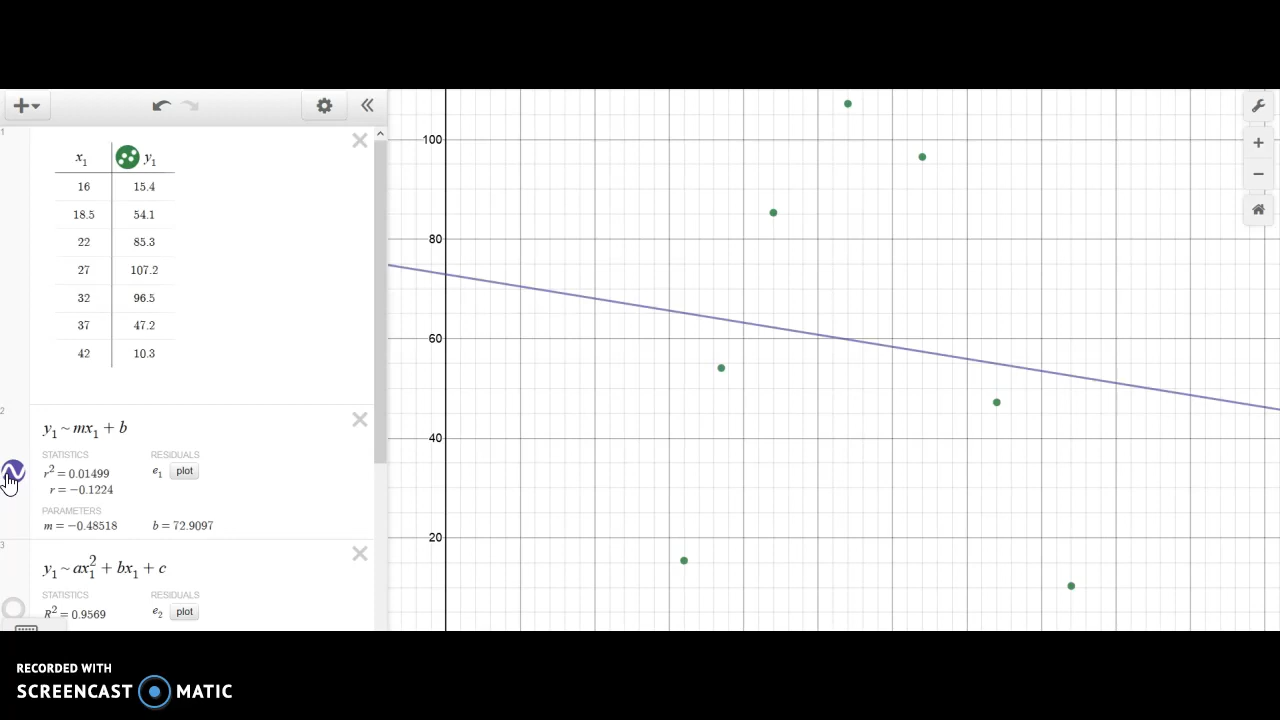 1
x₁ y₁
16 15.4
18.5 54.1
22 85.3
27 107.2
32 96.5
37 47.2
42 10.3
2
y₁ ~ mx₁ + b
STATISTICS RESIDUALS
r² = 0.01499 e₁ plot
r = −0.1224
PARAMETERS
m = −0.48518 b = 72.9097
3
y₁ ~ ax₁² + bx₁ + c
STATISTICS RESIDUALS
R² = 0.9569 e₂ plot
100
80
60
40
20
RECORDED WITH
SCREENCAST MATIC